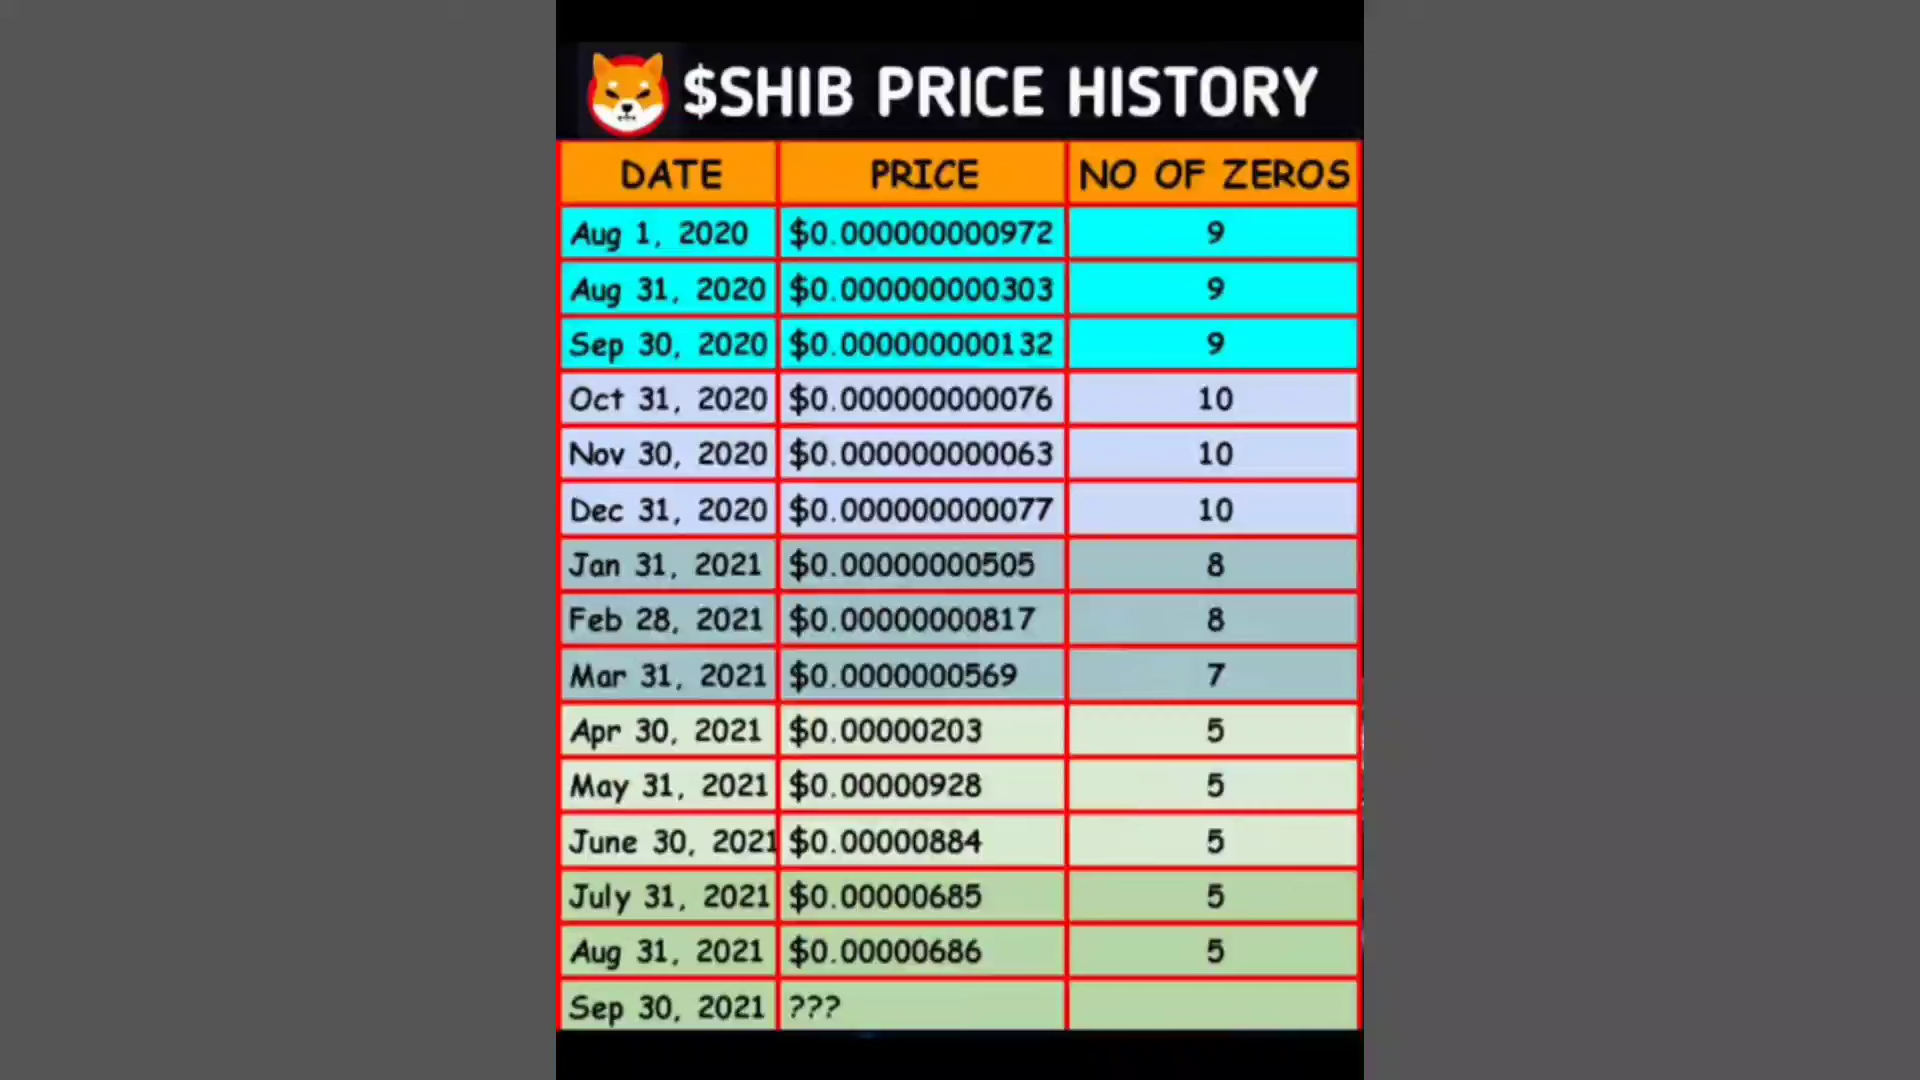 $SHIB PRICE HISTORY
DATE PRICE NO OF ZEROS
Aug 1, 2020 $0.000000000972 9
Aug 31, 2020 $0.000000000303 9
Sep 30, 2020 $0.000000000132 9
Oct 31, 2020 $0.000000000076 10
Nov 30, 2020 $0.000000000063 10
Dec 31, 2020 $0.000000000077 10
Jan 31, 2021 $0.00000000505 8
Feb 28, 2021 $0.00000000817 8
Mar 31, 2021 $0.0000000569 7
Apr 30, 2021 $0.00000203 5
May 31, 2021 $0.00000928 5
June 30, 2021 $0.00000884 5
July 31, 2021 $0.00000685 5
Aug 31, 2021 $0.00000686 5
Sep 30, 2021 ???